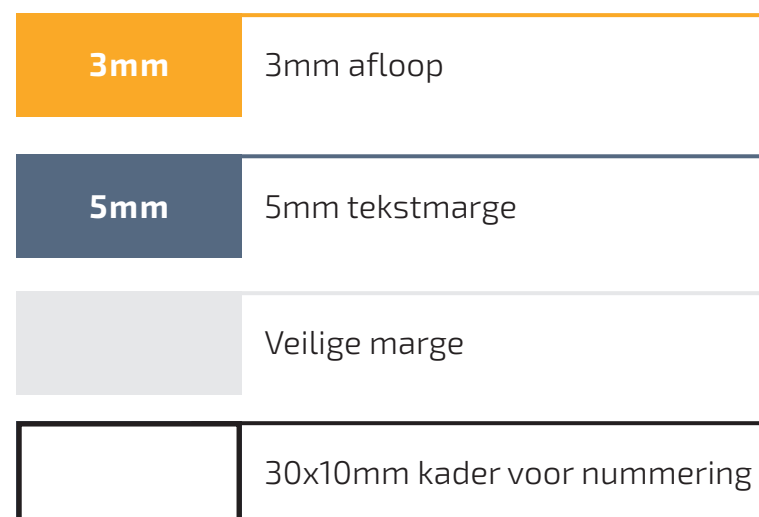 3mm 3mm afloop
5mm 5mm tekstmarge
Veilige marge
30x10mm kader voor nummering